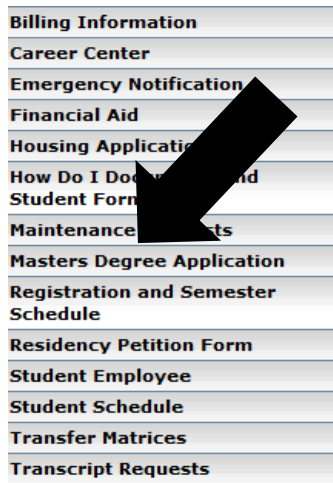 Billing Information
Career Center
Emergency Notification
Financial Aid
Housing
How Do I
Student
Maintenance
Masters Degree Application
Registration and Semester
Schedule
Residency Petition Form
Student Employee
Student Schedule
Transfer Matrices
Transcript Requests